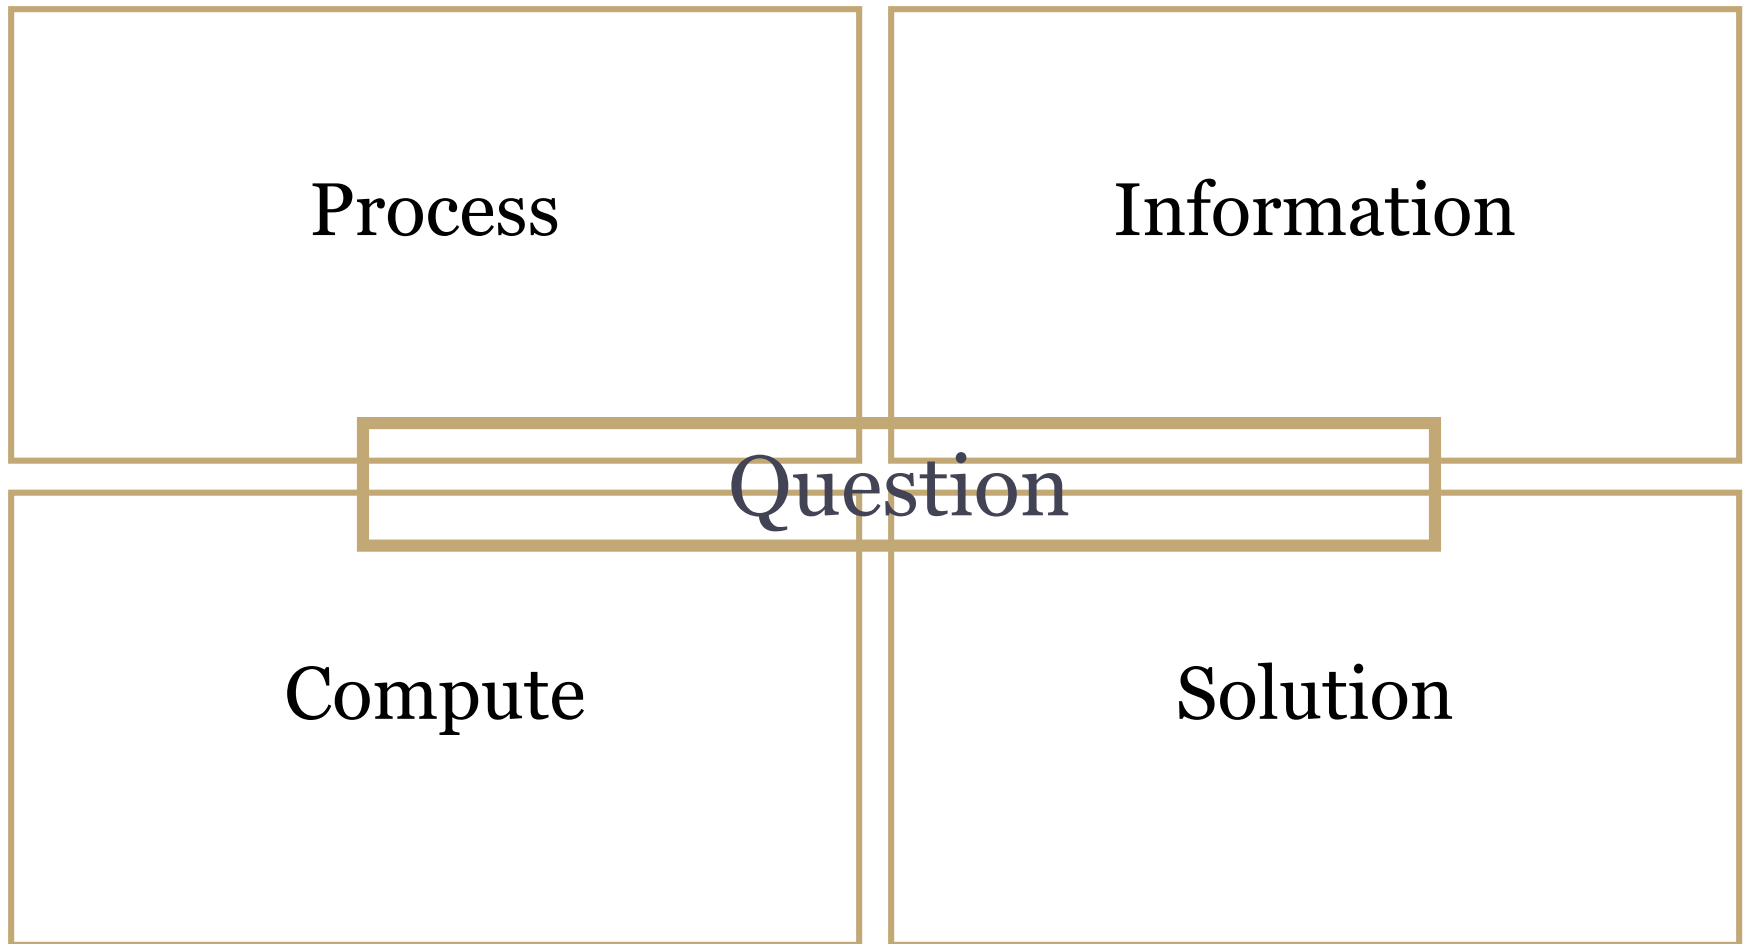 Process
Information
Question
Compute
Solution